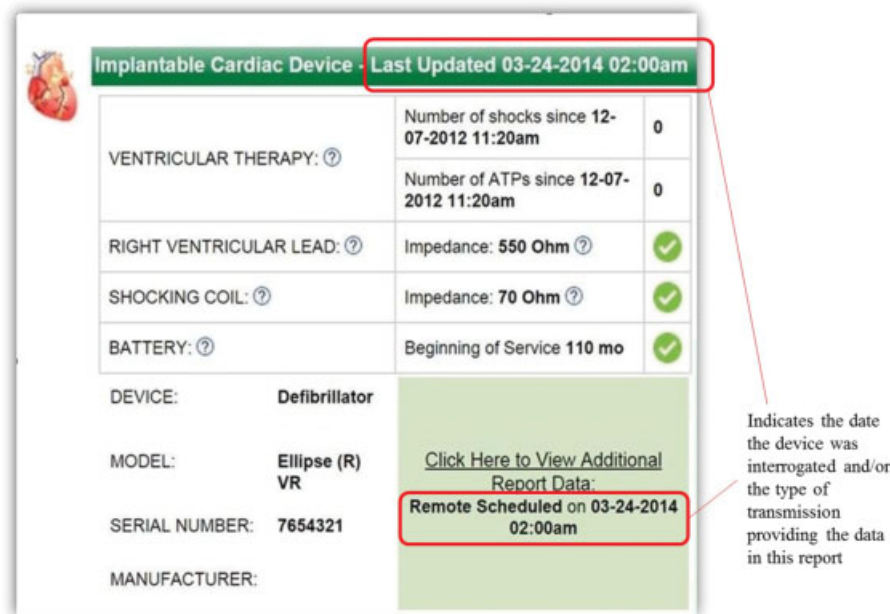 Implantable Cardiac Device - Last Updated 03-24-2014 02:00am
VENTRICULAR THERAPY: ?
Number of shocks since 12-
07-2012 11:20am
0
Number of ATPs since 12-07-
2012 11:20am
0
RIGHT VENTRICULAR LEAD: ?
Impedance: 550 Ohm ?
SHOCKING COIL: ?
Impedance: 70 Ohm ?
BATTERY: ?
Beginning of Service 110 mo
DEVICE:
Defibrillator
MODEL:
Ellipse (R)
VR
SERIAL NUMBER:
7654321
MANUFACTURER:
Click Here to View Additional
Report Data:
Remote Scheduled on 03-24-2014
02:00am
Indicates the date
the device was
interrogated and/or
the type of
transmission
providing the data
in this report